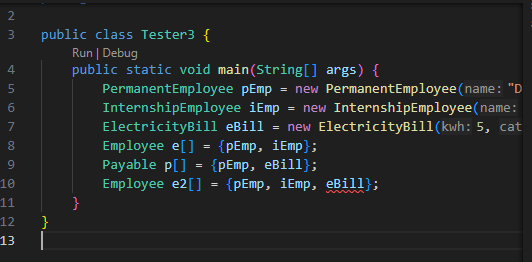 2
3 public class Tester3 {
Run | Debug
4 public static void main(String[] args) {
5 PermanentEmployee pEmp = new PermanentEmployee(name: "D
6 InternshipEmployee iEmp = new InternshipEmployee(name:
7 ElectricityBill eBill = new ElectricityBill(kwh: 5, cat
8 Employee e[] = {pEmp, iEmp};
9 Payable p[] = {pEmp, eBill};
10 Employee e2[] = {pEmp, iEmp, eBill};
11 }
12 }
13